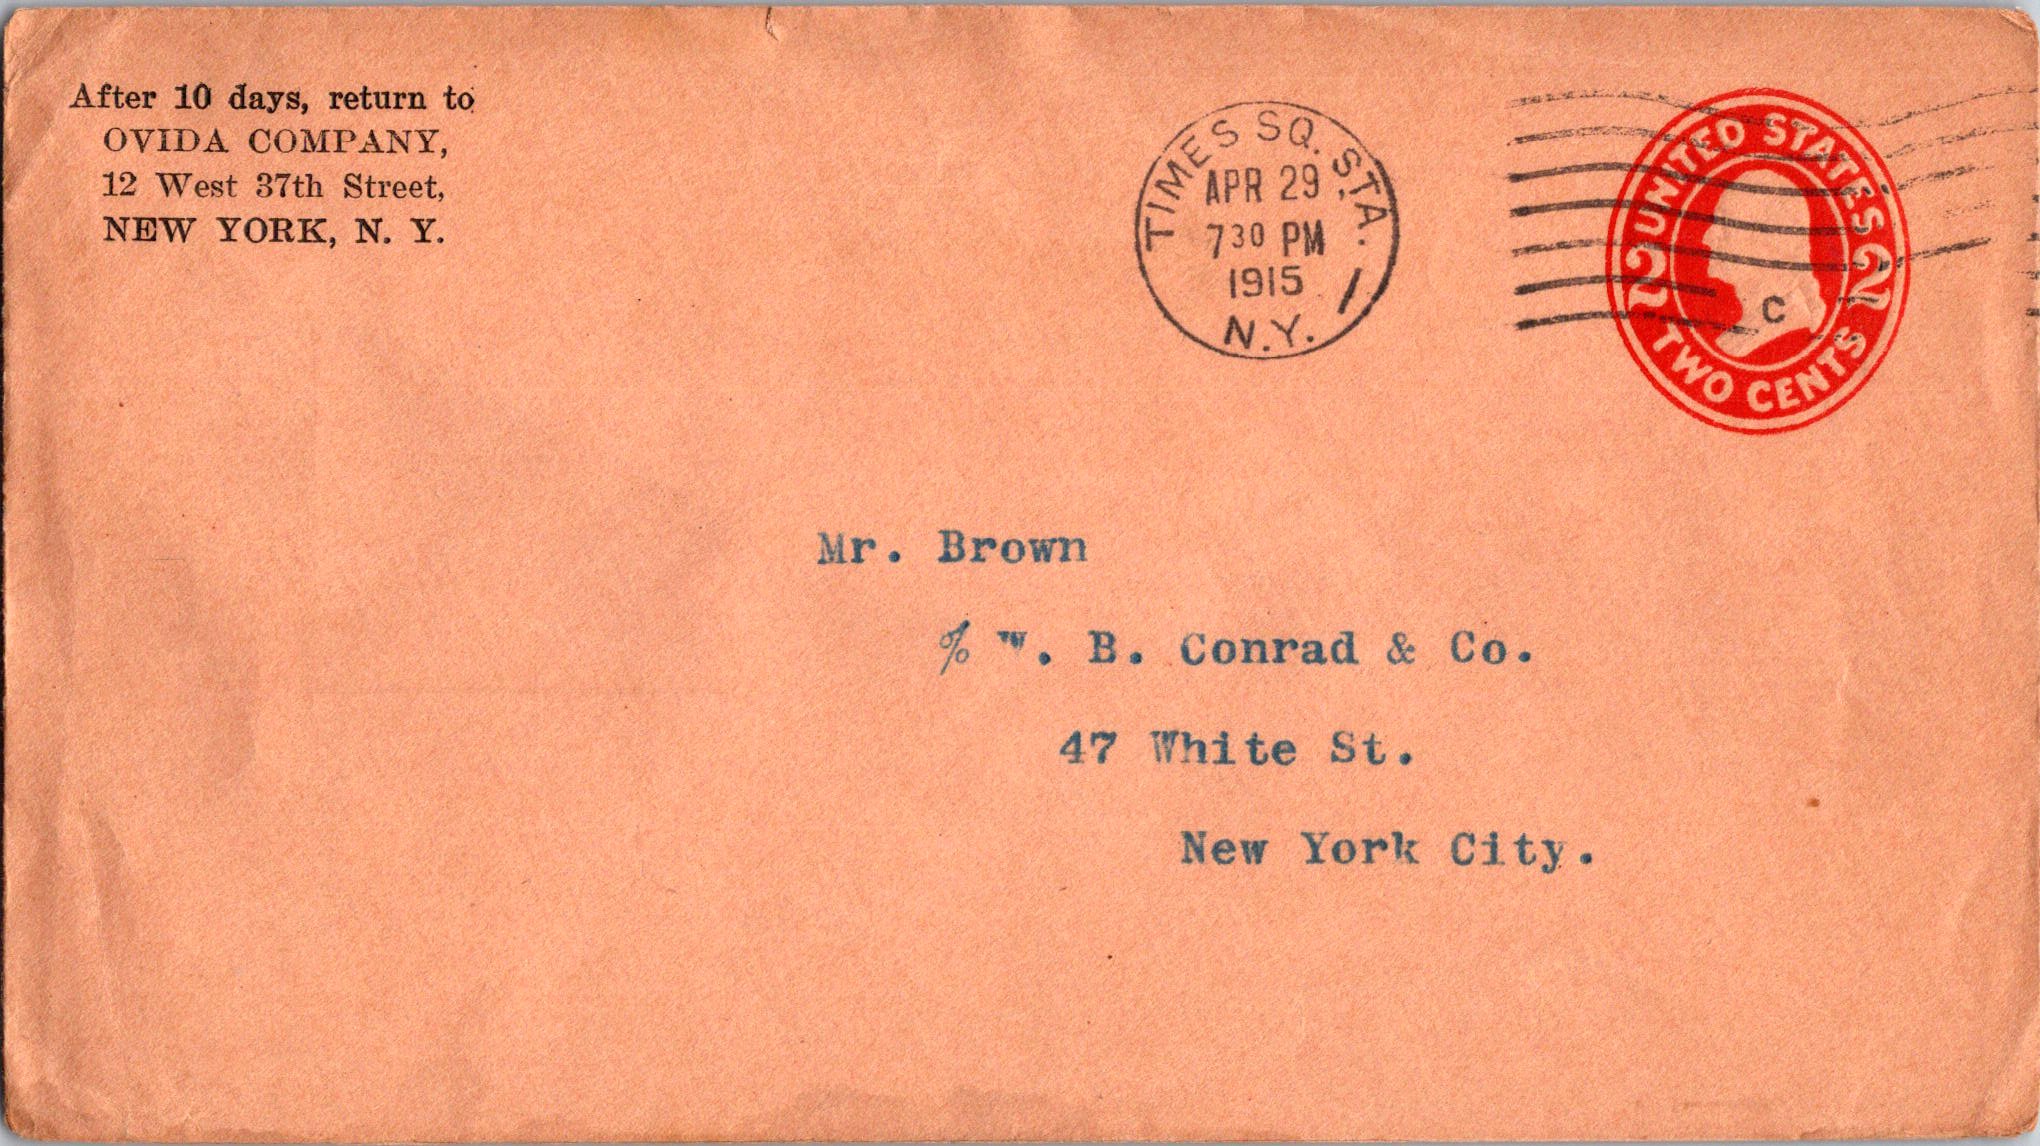 After 10 days, return to
OVIDA COMPANY,
12 West 37th Street,
NEW YORK, N. Y.
TIMES SQ. STA.
APR 29
7 30 PM
1915
N.Y.
1
UNITED STATES
2 2
C
TWO CENTS
Mr. Brown
% W. B. Conrad & Co.
47 White St.
New York City.